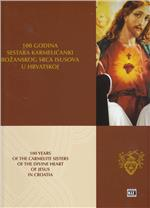 100 GODINA
SESTARA KARMELIĆANKI
BOŽANSKOG SRCA ISUSOVA
U HRVATSKOJ
100 YEARS
OF THE CARMELITE SISTERS
OF THE DIVINE HEART
OF JESUS
IN CROATIA